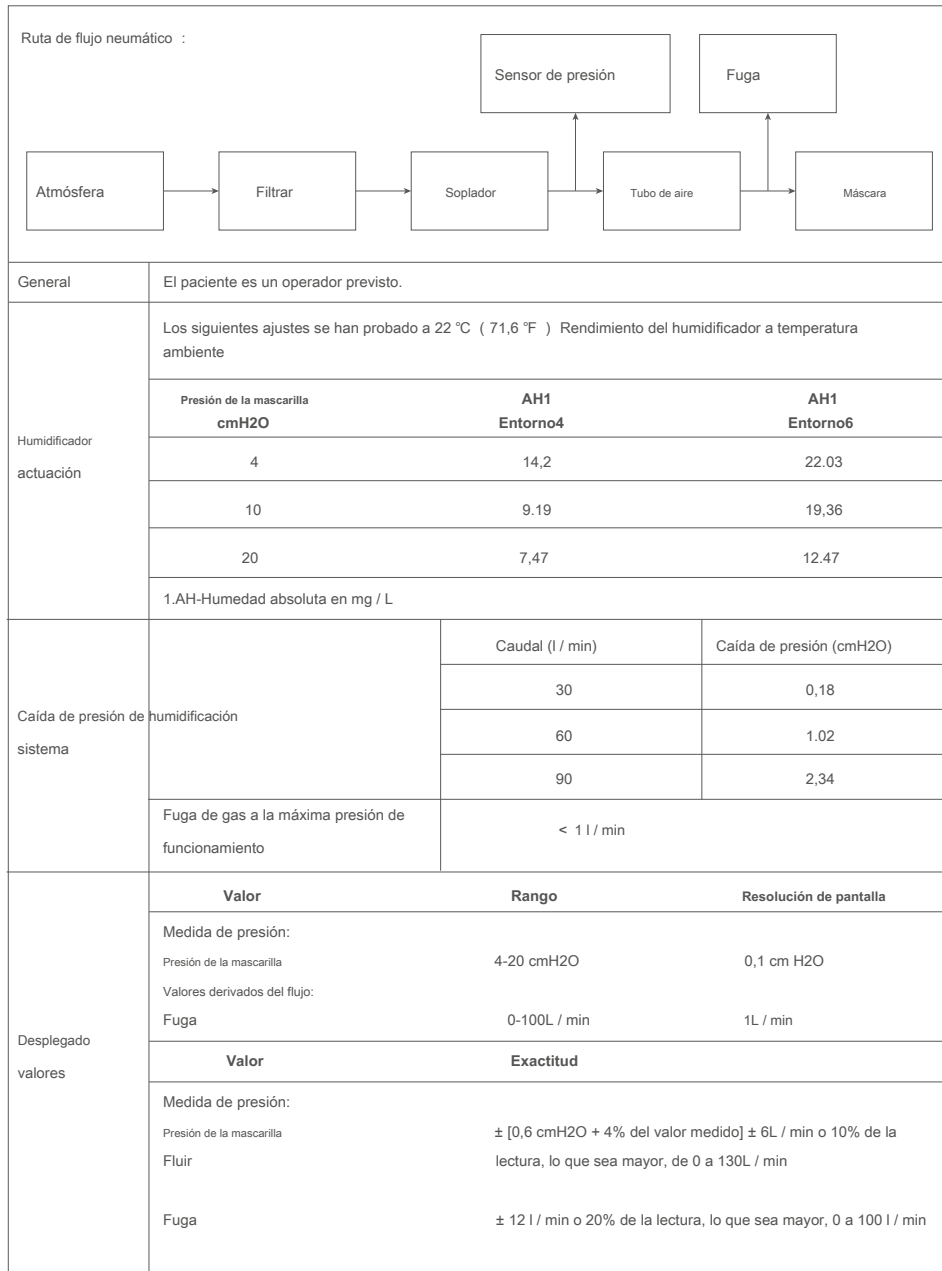 Ruta de flujo neumático :
Sensor de presión
Fuga
Atmósfera
Filtrar
Soplador
Tubo de aire
Máscara
General
El paciente es un operador previsto.
Humidificador
actuación
Los siguientes ajustes se han probado a 22 °C ( 71,6 °F ) Rendimiento del humidificador a temperatura
ambiente
Presión de la mascarilla
cmH2O
AH1
Entorno4
AH1
Entorno6
4
14,2
22.03
10
9.19
19,36
20
7,47
12.47
1.AH-Humedad absoluta en mg / L
Caída de presión de humidificación
sistema
Caudal (l / min)
Caída de presión (cmH2O)
30
0,18
60
1.02
90
2,34
Fuga de gas a la máxima presión de
funcionamiento
< 1 l / min
Desplegado
valores
Valor
Rango
Resolución de pantalla
Medida de presión:
Presión de la mascarilla
4-20 cmH2O
0,1 cm H2O
Valores derivados del flujo:
Fuga
0-100L / min
1L / min
Valor
Exactitud
Medida de presión:
Presión de la mascarilla
± [0,6 cmH2O + 4% del valor medido] ± 6L / min o 10% de la
Fluir
lectura, lo que sea mayor, de 0 a 130L / min
Fuga
± 12 l / min o 20% de la lectura, lo que sea mayor, 0 a 100 l / min